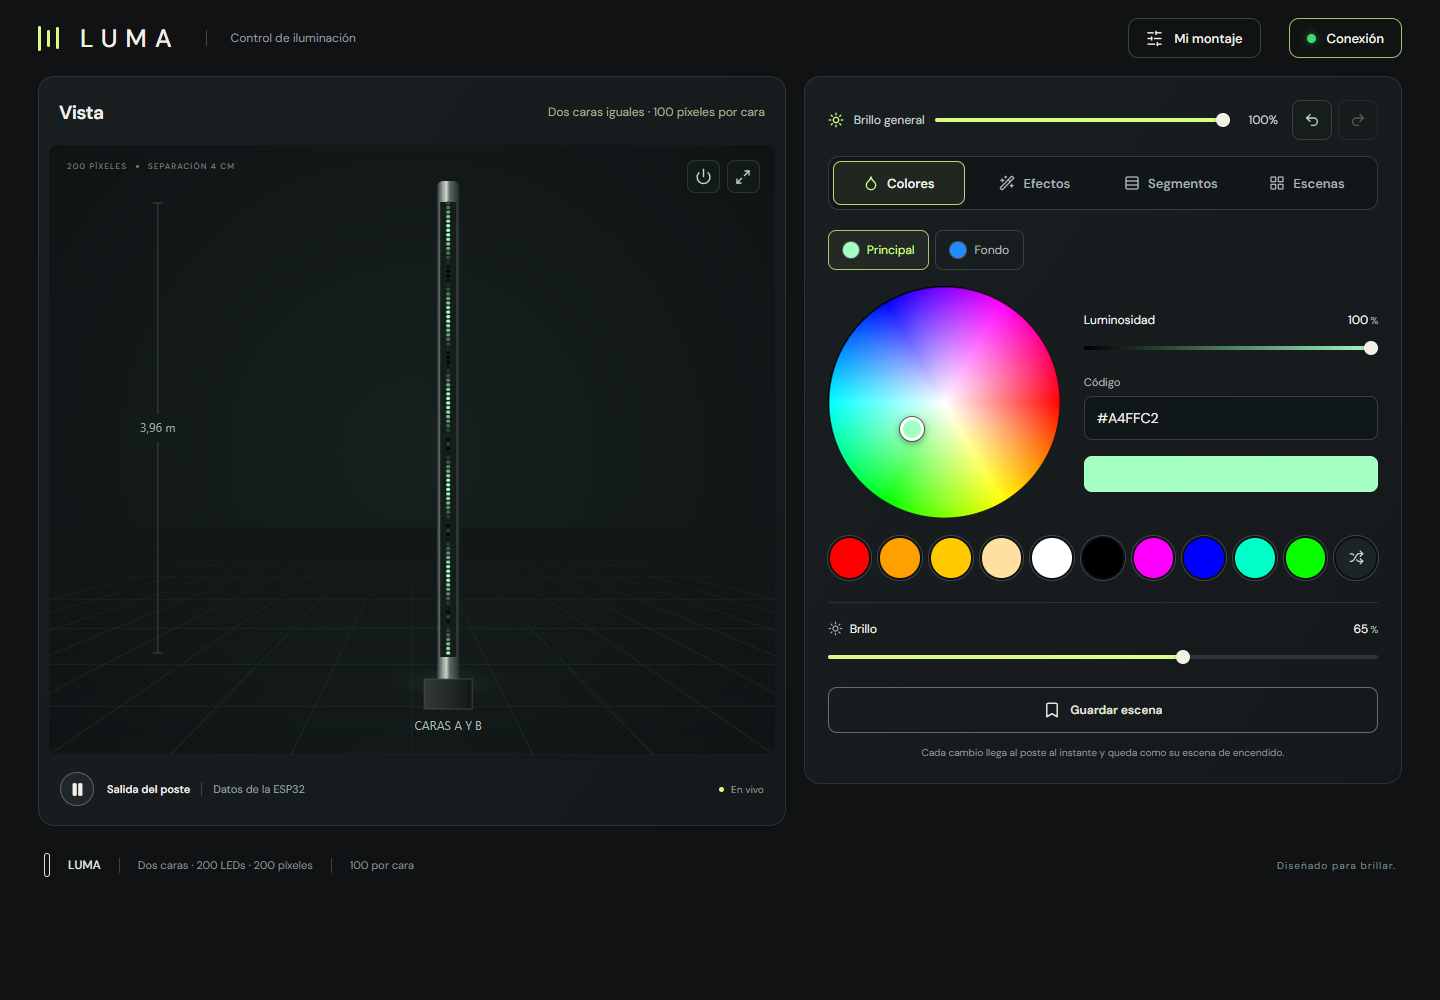 LUMA
Control de iluminación
Mi montaje
Conexión
Vista
Dos caras iguales · 100 píxeles por cara
200 PÍXELES • SEPARACIÓN 4 CM
3,96 m
CARAS A Y B
Salida del poste
Datos de la ESP32
En vivo
Brillo general
100%
Colores
Efectos
Segmentos
Escenas
Principal
Fondo
Luminosidad
100 %
Código
#A4FFC2
Brillo
65 %
Guardar escena
Cada cambio llega al poste al instante y queda como su escena de encendido.
LUMA
Dos caras · 200 LEDs · 200 píxeles
100 por cara
Diseñado para brillar.